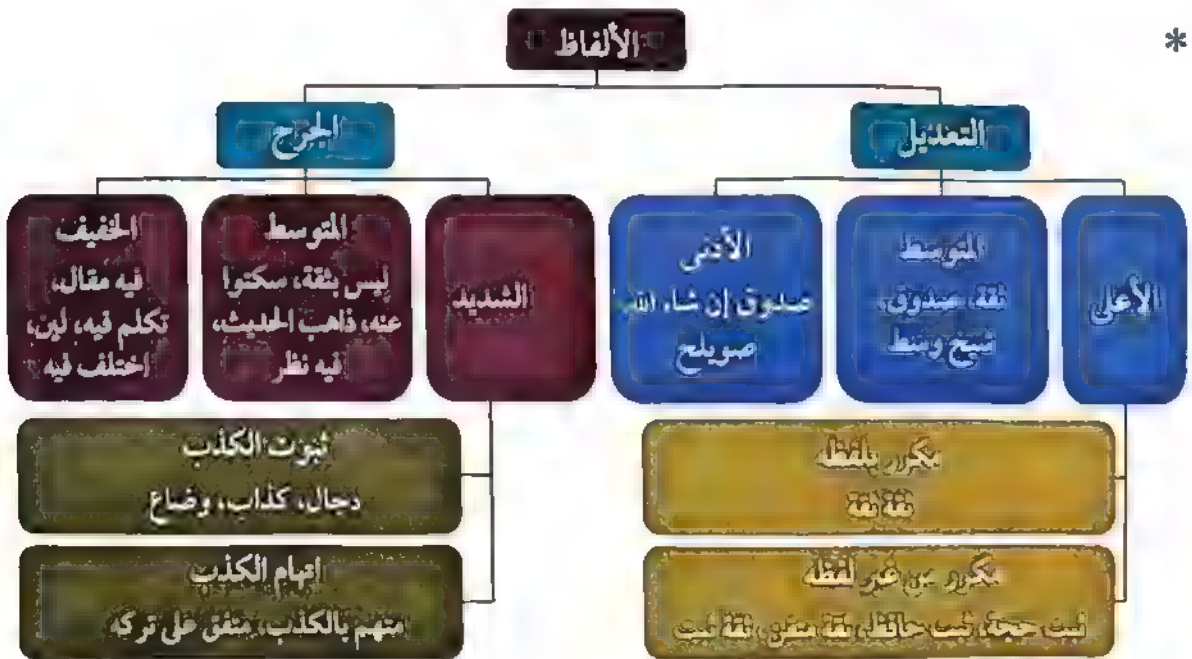 *
الألفاظ
التعديل
الجرح
الأعلى
المتوسط
ثقة، صدوق،
شيخ وسط
الأدنى
صدوق إن شاء الله،
صويلح
مكرر بلفظه
ثقة ثقة
مكرر من غير لفظه
ثبت حجة، ثبت حافظ، ثقة متقن، ثقة ثبت
الشديد
المتوسط
ليس بثقة، سكتوا
عنه، ذاهب الحديث،
فيه نظر
الخفيف
فيه مقال،
تكلم فيه، لين،
اختلف فيه
ثبوت الكذب
دجال، كذاب، وضاع
اتهام الكذب
متهم بالكذب، متفق على تركه